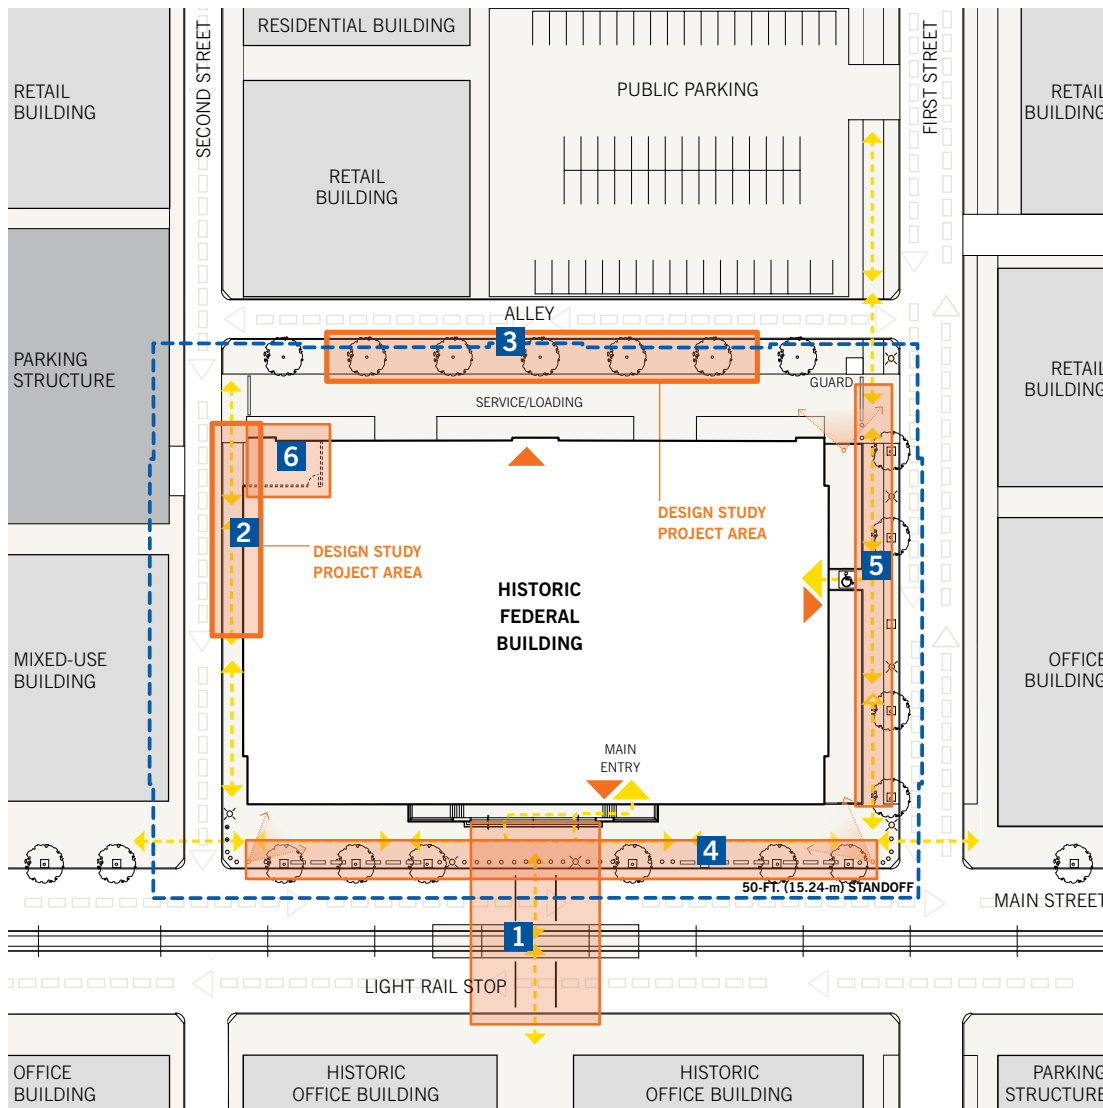 RESIDENTIAL BUILDING
SECOND STREET
FIRST STREET
RETAIL
BUILDING
PUBLIC PARKING
RETAIL
BUILDING
RETAIL
BUILDING
ALLEY
3
PARKING
STRUCTURE
RETAIL
BUILDING
GUARD
SERVICE/LOADING
6
2
DESIGN STUDY
PROJECT AREA
DESIGN STUDY
PROJECT AREA
5
HISTORIC
FEDERAL
BUILDING
MIXED-USE
BUILDING
OFFICE
BUILDING
MAIN
ENTRY
4
50-FT. (15.24-m) STANDOFF
MAIN STREET
1
LIGHT RAIL STOP
OFFICE
BUILDING
HISTORIC
OFFICE BUILDING
HISTORIC
OFFICE BUILDING
PARKING
STRUCTURE